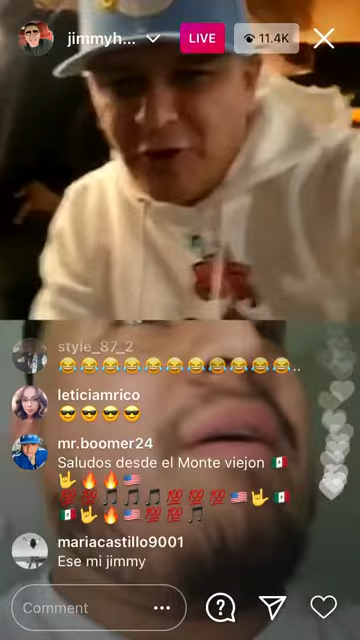 jimmyh...
LIVE
11.4K
style_87_2
😂😂😂😂😂😂😂😂😂😂😂...
leticiamrico
😎😎😎😎
mr.boomer24
Saludos desde el Monte viejon 🇲🇽
🤟🔥🔥🇺🇸
💯💯🎵🎵🎵💯💯💯🇺🇸🤟🇲🇽
🇲🇽🤟🔥🇺🇸💯💯🎵
mariacastillo9001
Ese mi jimmy
Comment